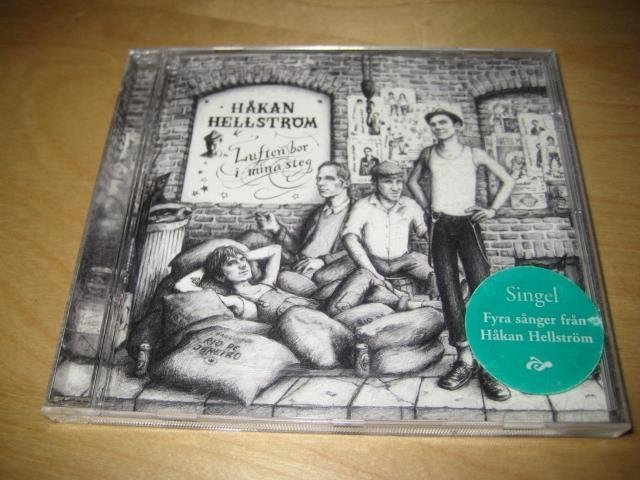 HÅKAN
HELLSTRÖM
Luften bor
i mina steg
RIO DE
JANEIRO
Singel
Fyra sånger från
Håkan Hellström